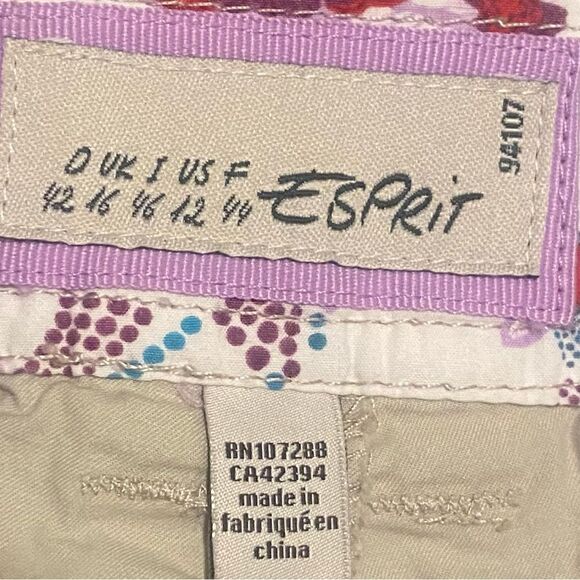 D UK I US F
42 16 46 12 44
ESPRiT
94107
RN107288
CA42394
made in
fabriqué en
china